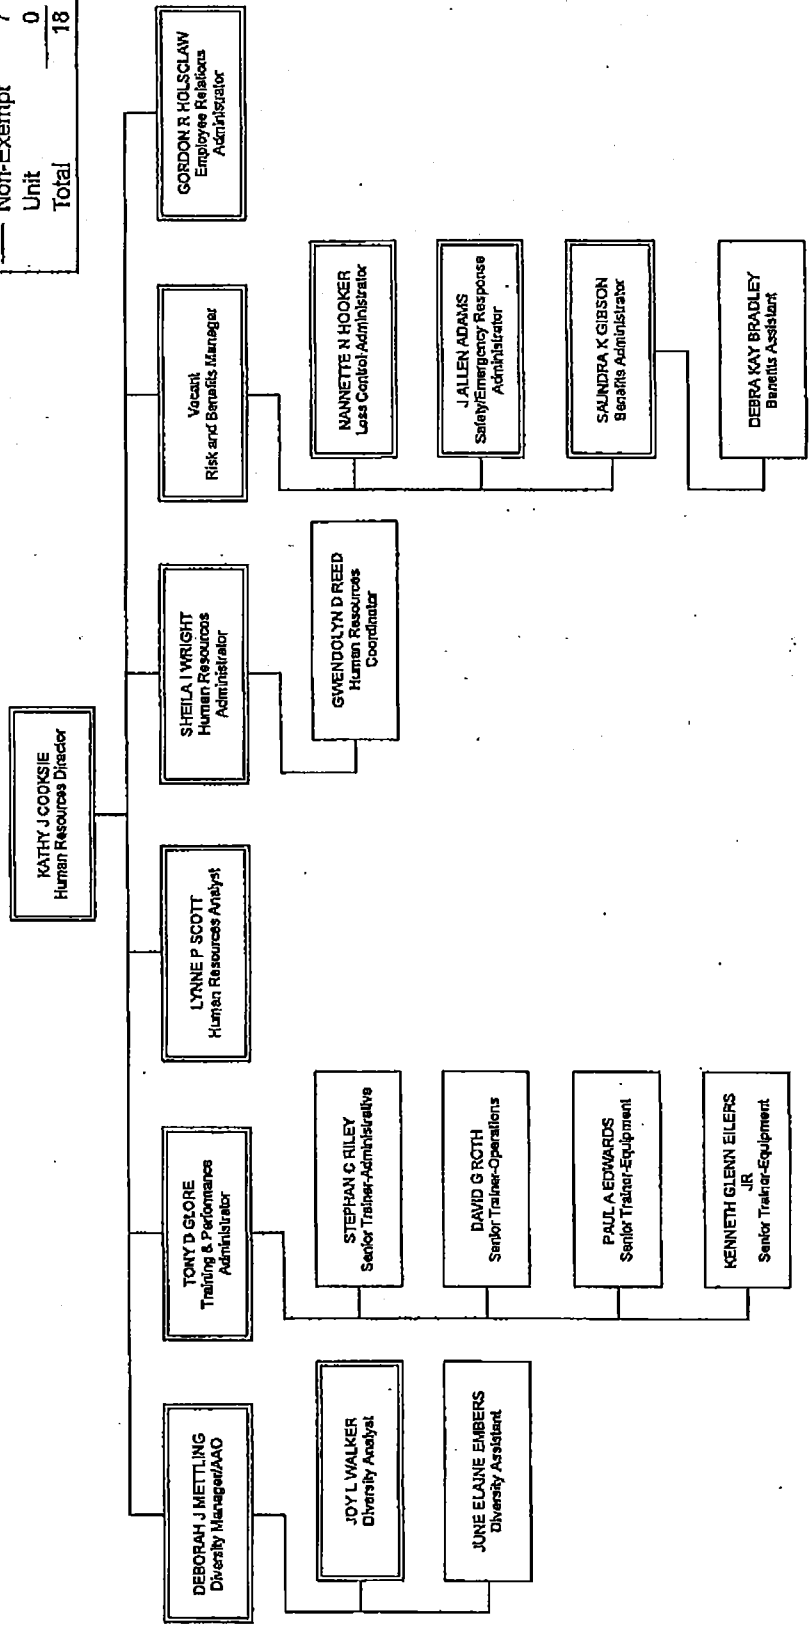 Non-Exempt 7
Unit 0
Total 18
KATHY J COOKSIE
Human Resources Director
DEBORAH J METTLING
Diversity Manager/AAO
TONY D GLORE
Training & Performance
Administrator
LYNNE P SCOTT
Human Resources Analyst
SHEILA I WRIGHT
Human Resources
Administrator
Vacant
Risk and Benefits Manager
GORDON R HOLSCLAW
Employee Relations
Administrator
JOY L WALKER
Diversity Analyst
JUNE ELAINE EMBERS
Diversity Assistant
STEPHAN C RILEY
Senior Trainer-Administrative
DAVID G ROTH
Senior Trainer-Operations
PAUL A EDWARDS
Senior Trainer-Equipment
KENNETH GLENN EILERS
JR
Senior Trainer-Equipment
GWENDOLYN D REED
Human Resources
Coordinator
NANNETTE N HOOKER
Loss Control Administrator
J ALLEN ADAMS
Safety/Emergency Response
Administrator
SAUNDRA K GIBSON
Benefits Administrator
DEBRA KAY BRADLEY
Benefits Assistant